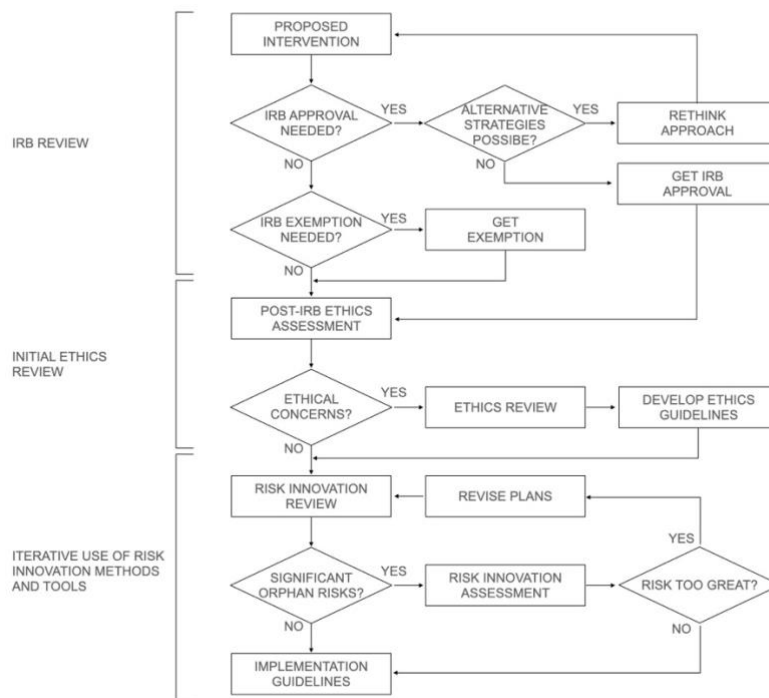 PROPOSED
INTERVENTION
IRB REVIEW
IRB APPROVAL
NEEDED?
YES
ALTERNATIVE
STRATEGIES
POSSIBE?
YES
RETHINK
APPROACH
NO
NO
GET IRB
APPROVAL
IRB EXEMPTION
NEEDED?
YES
GET
EXEMPTION
NO
INITIAL ETHICS
REVIEW
POST-IRB ETHICS
ASSESSMENT
ETHICAL
CONCERNS?
YES
ETHICS REVIEW
DEVELOP ETHICS
GUIDELINES
NO
ITERATIVE USE OF RISK
INNOVATION METHODS
AND TOOLS
RISK INNOVATION
REVIEW
REVISE PLANS
YES
SIGNIFICANT
ORPHAN RISKS?
YES
RISK INNOVATION
ASSESSMENT
RISK TOO GREAT?
NO
NO
IMPLEMENTATION
GUIDELINES